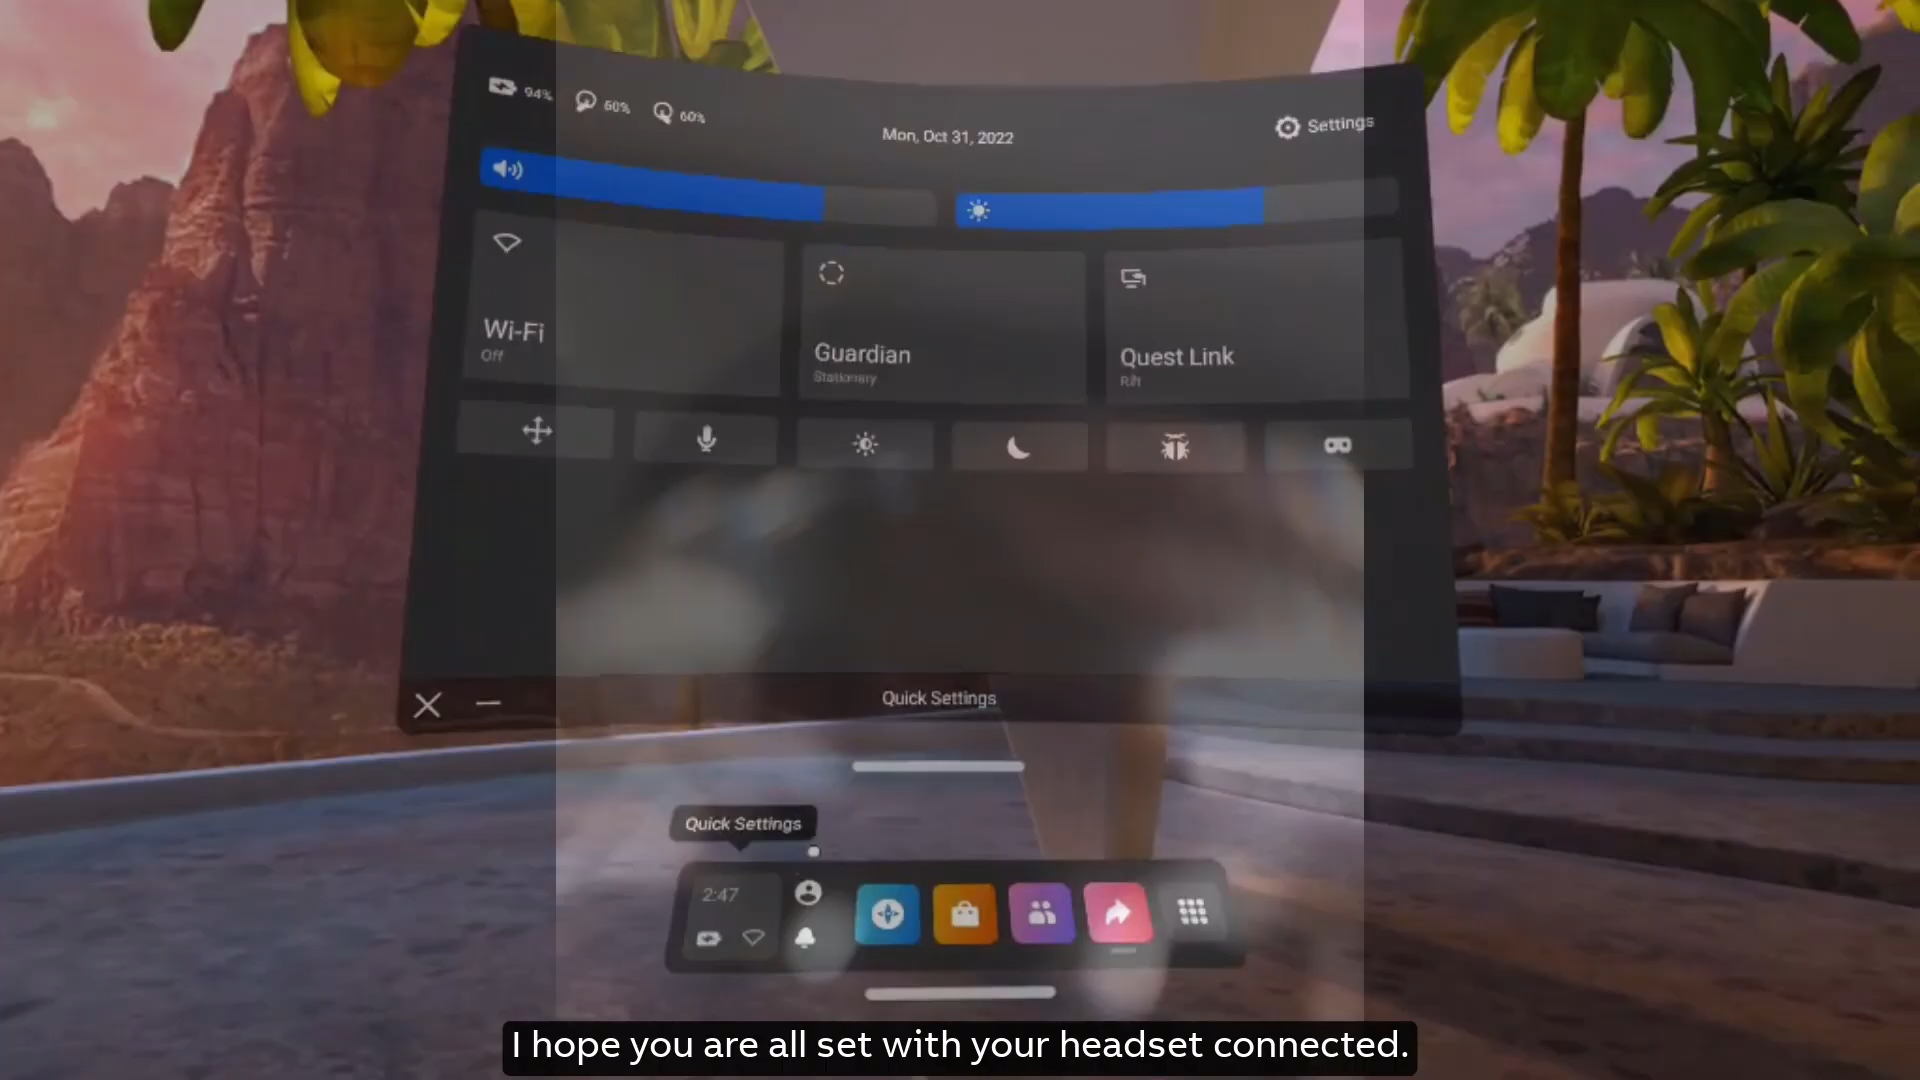 94%
60%
60%
Mon, Oct 31, 2022
Settings
Wi-Fi
Off
Guardian
Stationary
Quest Link
Rift
Quick Settings
Quick Settings
2:47
I hope you are all set with your headset connected.